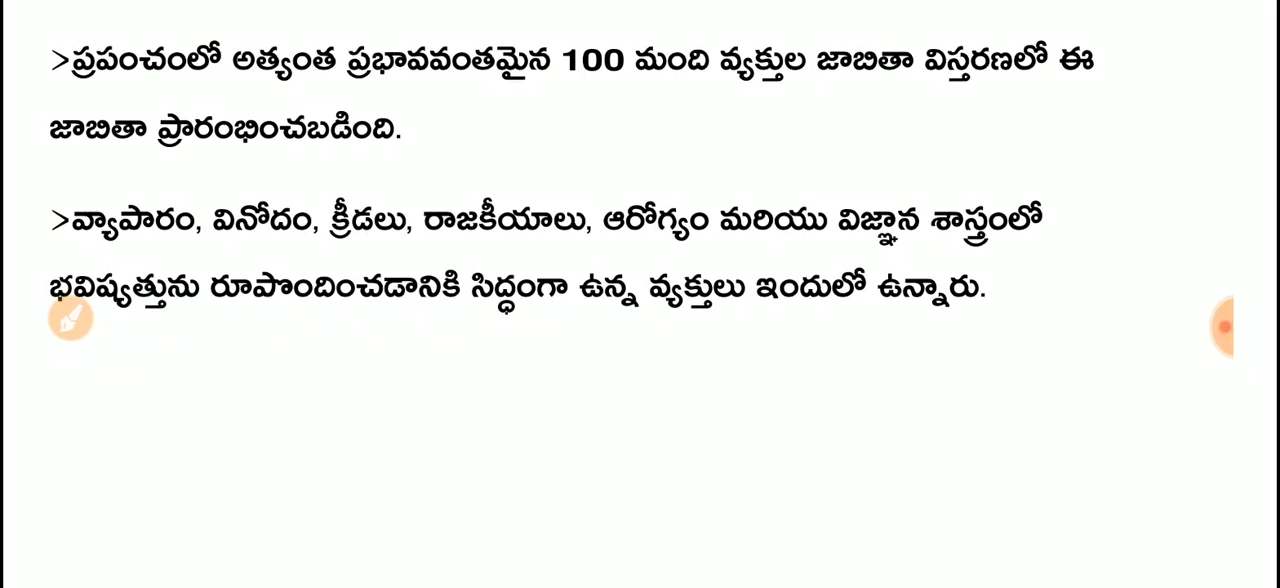 >ప్రపంచంలో అత్యంత ప్రభావవంతమైన 100 మంది వ్యక్తుల జాబితా విస్తరణలో ఈ
జాబితా ప్రారంభించబడింది.
>వ్యాపారం, వినోదం, క్రీడలు, రాజకీయాలు, ఆరోగ్యం మరియు విజ్ఞాన శాస్త్రంలో
భవిష్యత్తును రూపొందించడానికి సిద్ధంగా ఉన్న వ్యక్తులు ఇందులో ఉన్నారు.